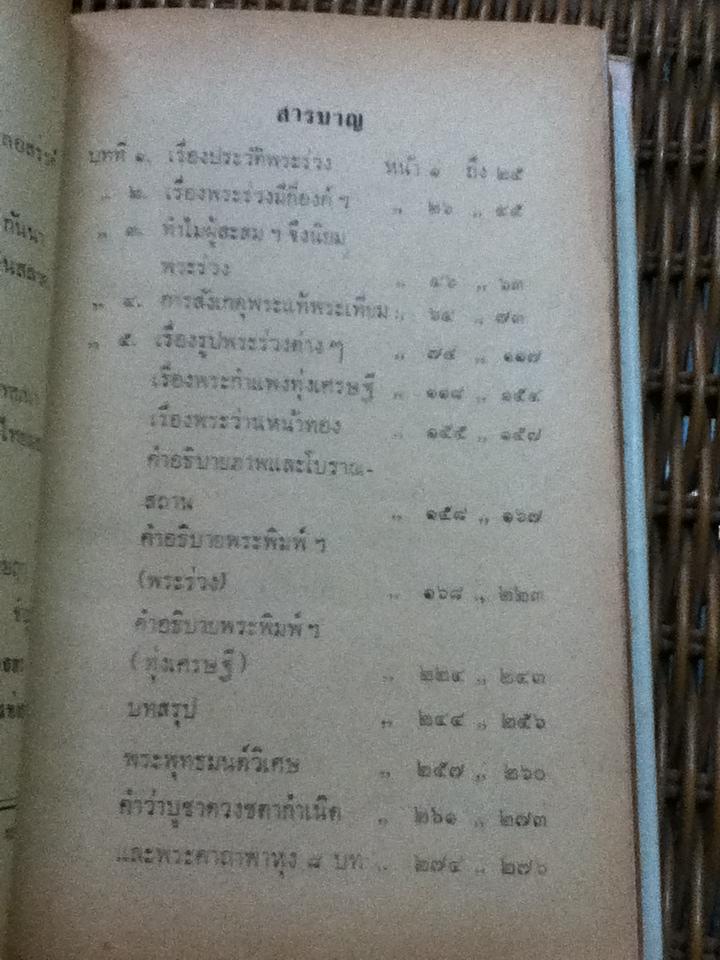 สารบาญ
บทที่ ๑. เรื่องประวัติพระร่วง หน้า ๑ ถึง ๒๕
„ ๒. เรื่องพระร่วงมีกี่องค์ ฯ „ ๒๖ „ ๔๕
„ ๓. ทำไมผู้สะสม ฯ จึงนิยม
พระร่วง „ ๔๖ „ ๖๓
„ ๔. การสังเกตุพระแท้พระเทียม „ ๖๔ „ ๗๓
„ ๕. เรื่องรูปพระร่วงต่าง ๆ „ ๗๔ „ ๑๑๗
เรื่องพระกำแพงทุ่งเศรษฐี „ ๑๑๘ „ ๑๕๔
เรื่องพระว่านหน้าทอง „ ๑๕๕ „ ๑๕๗
คำอธิบายภาพและโบราณ-
สถาน „ ๑๕๘ „ ๑๖๗
คำอธิบายพระพิมพ์ ฯ
(พระร่วง) „ ๑๖๘ „ ๒๒๓
คำอธิบายพระพิมพ์ ฯ
(ทุ่งเศรษฐี) „ ๒๒๔ „ ๒๔๓
บทสรุป „ ๒๔๔ „ ๒๕๖
พระพุทธมนต์วิเศษ „ ๒๕๗ „ ๒๖๐
คำว่าบูชาดวงชตากำเนิด „ ๒๖๑ „ ๒๗๓
และพระคาถาพาหุง ๘ บท „ ๒๗๔ „ ๒๗๖